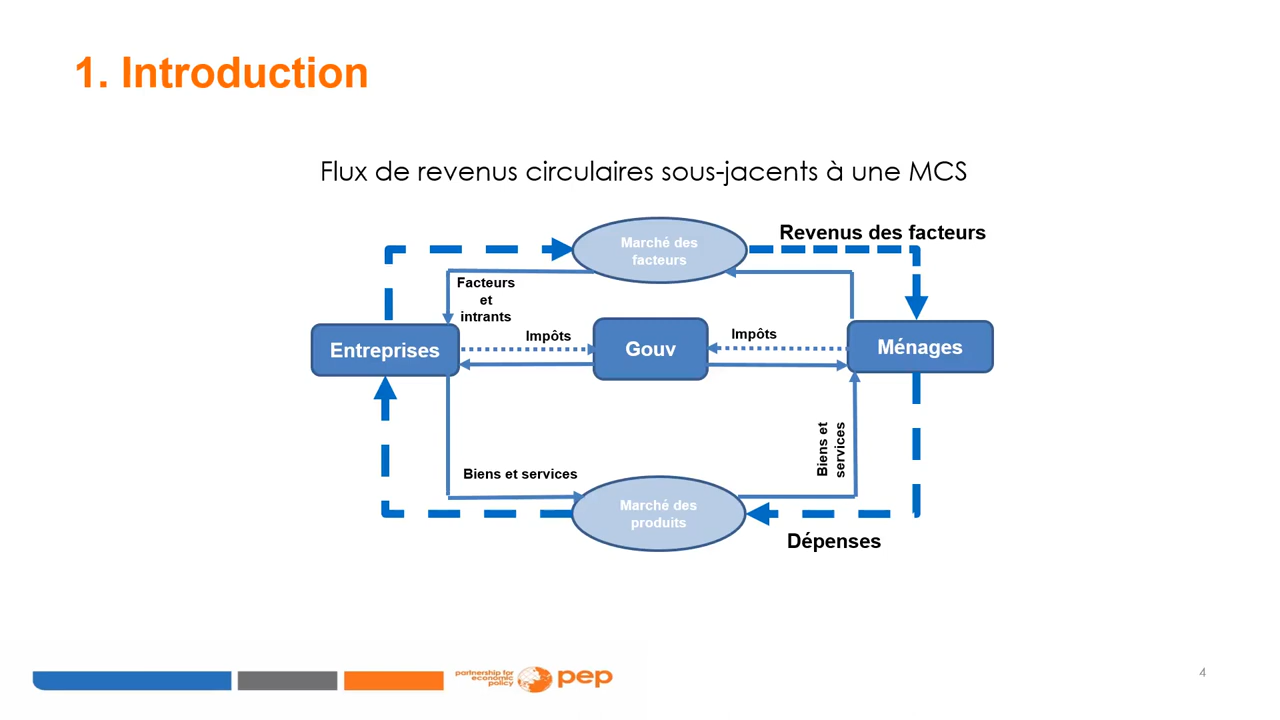 1. Introduction
Flux de revenus circulaires sous-jacents à une MCS
Marché des
facteurs
Revenus des facteurs
Facteurs
et
intrants
Impôts
Impôts
Entreprises
Gouv
Ménages
Biens et
services
Biens et services
Marché des
produits
Dépenses
partnership for
economic
policy
pep
4